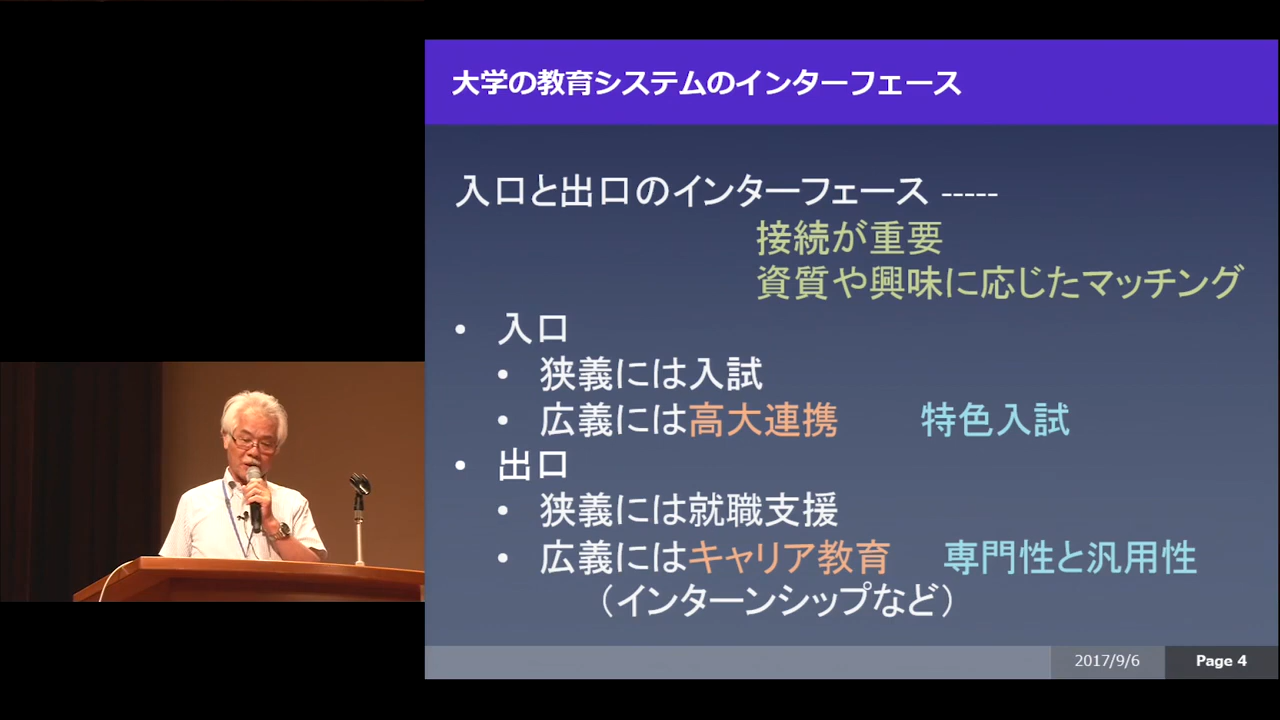 大学の教育システムのインターフェース
入口と出口のインターフェース -----
接続が重要
資質や興味に応じたマッチング
• 入口
• 狭義には入試
• 広義には高大連携 特色入試
• 出口
• 狭義には就職支援
• 広義にはキャリア教育 専門性と汎用性
（インターンシップなど）
2017/9/6 Page 4